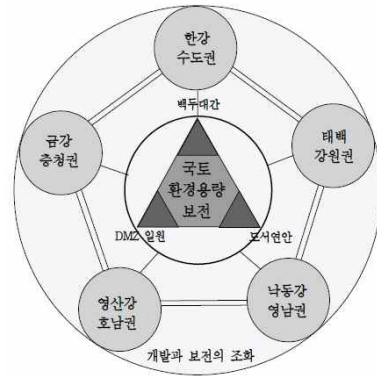 한강
수도권
백두대간
금강
충청권
태백
강원권
국토
환경용량
보전
DMZ 일원
도서연안
영산강
호남권
낙동강
영남권
개발과 보전의 조화